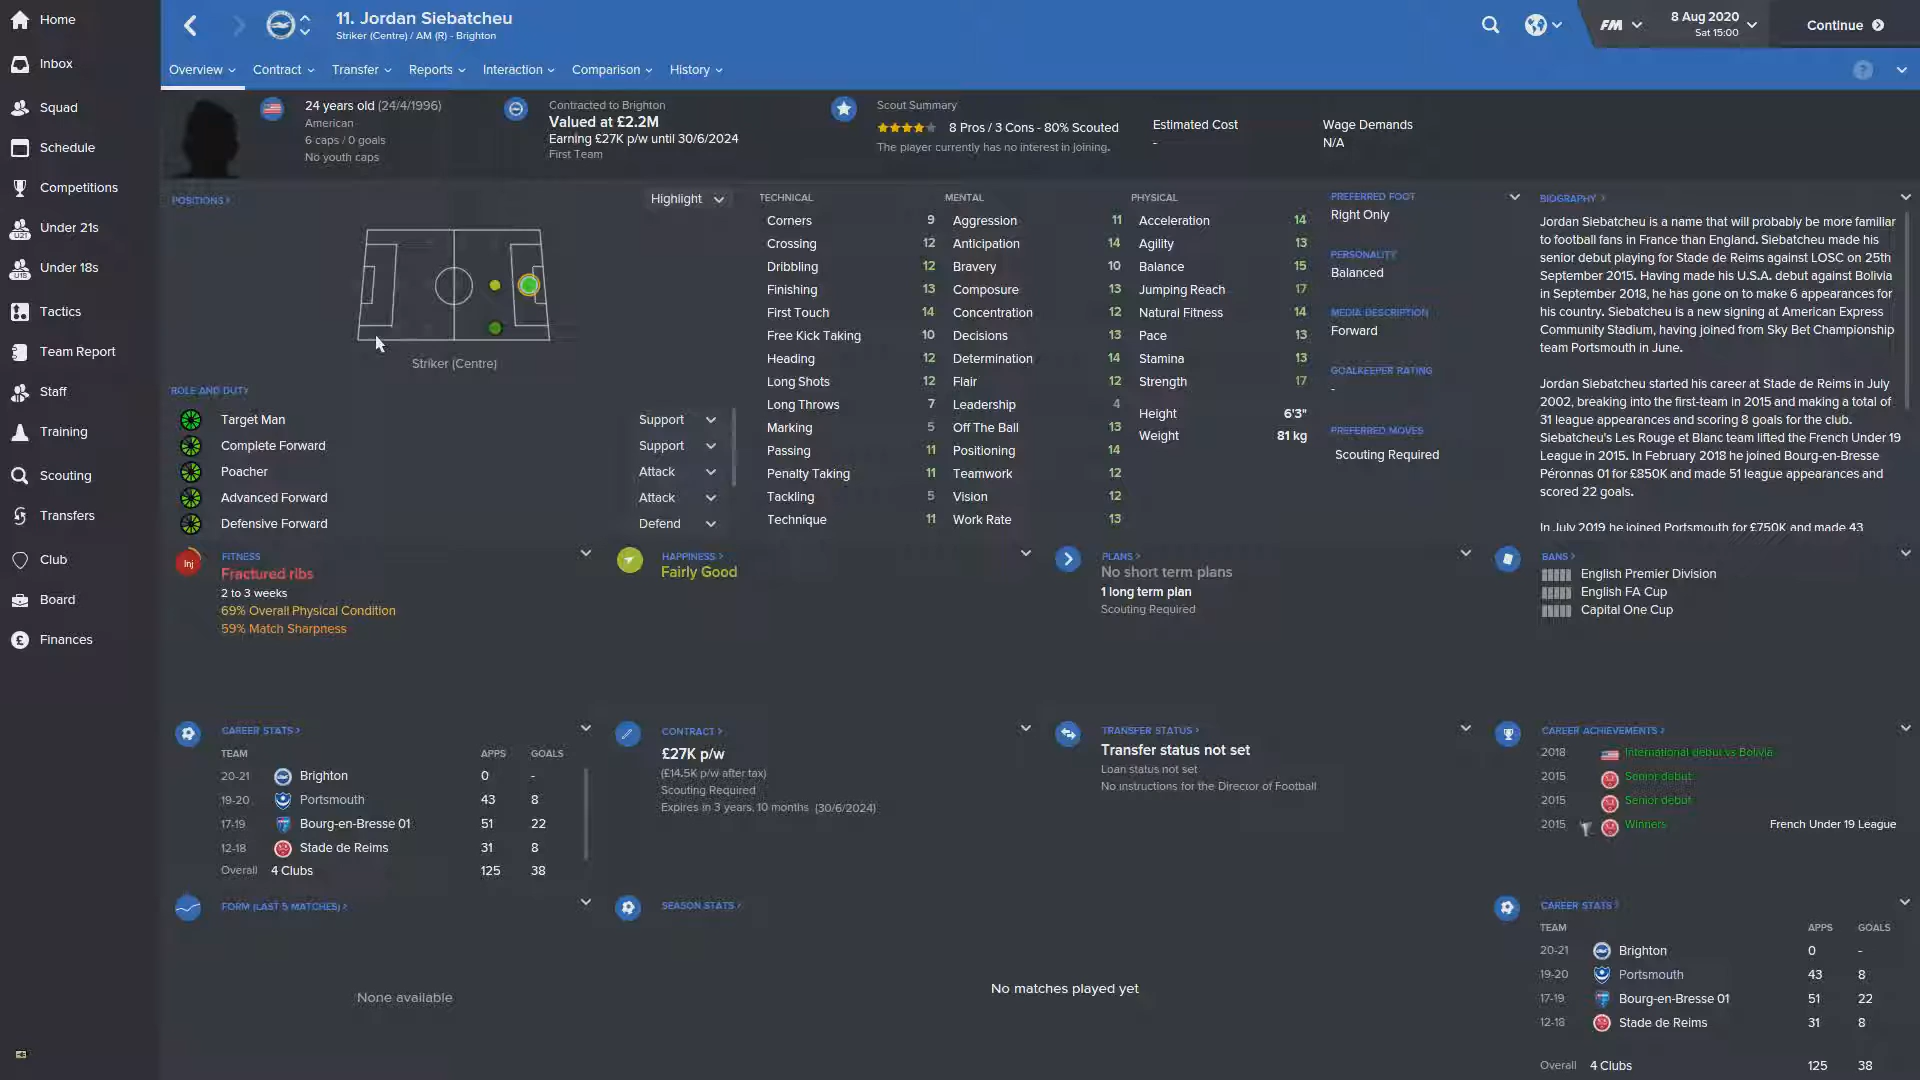 Home
Inbox
Squad
Schedule
Competitions
Under 21s
Under 18s
Tactics
Team Report
Staff
Training
Scouting
Transfers
Club
Board
Finances
11. Jordan Siebatcheu
Striker (Centre) / AM (R) - Brighton
FM
8 Aug 2020
Sat 15:00
Continue
Overview Contract Transfer Reports Interaction Comparison History
?
24 years old (24/4/1996)
American
6 caps / 0 goals
No youth caps
Contracted to Brighton
Valued at £2.2M
Earning £27K p/w until 30/6/2024
First Team
Scout Summary
8 Pros / 3 Cons - 80% Scouted
The player currently has no interest in joining.
Estimated Cost
-
Wage Demands
N/A
POSITIONS >
Highlight
Striker (Centre)
ROLE AND DUTY
Target Man Support
Complete Forward Support
Poacher Attack
Advanced Forward Attack
Defensive Forward Defend
TECHNICAL
Corners 9
Crossing 12
Dribbling 12
Finishing 13
First Touch 14
Free Kick Taking 10
Heading 12
Long Shots 12
Long Throws 7
Marking 5
Passing 11
Penalty Taking 11
Tackling 5
Technique 11
MENTAL
Aggression 11
Anticipation 14
Bravery 10
Composure 13
Concentration 12
Decisions 13
Determination 14
Flair 12
Leadership 4
Off The Ball 13
Positioning 14
Teamwork 12
Vision 12
Work Rate 13
PHYSICAL
Acceleration 14
Agility 13
Balance 15
Jumping Reach 17
Natural Fitness 14
Pace 13
Stamina 13
Strength 17
Height 6'3"
Weight 81 kg
PREFERRED FOOT
Right Only
PERSONALITY
Balanced
MEDIA DESCRIPTION
Forward
GOALKEEPER RATING
-
PREFERRED MOVES
Scouting Required
BIOGRAPHY >
Jordan Siebatcheu is a name that will probably be more familiar
to football fans in France than England. Siebatcheu made his
senior debut playing for Stade de Reims against LOSC on 25th
September 2015. Having made his U.S.A. debut against Bolivia
in September 2018, he has gone on to make 6 appearances for
his country. Siebatcheu is a new signing at American Express
Community Stadium, having joined from Sky Bet Championship
team Portsmouth in June.
Jordan Siebatcheu started his career at Stade de Reims in July
2002, breaking into the first-team in 2015 and making a total of
31 league appearances and scoring 8 goals for the club.
Siebatcheu's Les Rouge et Blanc team lifted the French Under 19
League in 2015. In February 2018 he joined Bourg-en-Bresse
Péronnas 01 for £850K and made 51 league appearances and
scored 22 goals.
In July 2019 he joined Portsmouth for £750K and made 43
Inj
FITNESS
Fractured ribs
2 to 3 weeks
69% Overall Physical Condition
59% Match Sharpness
HAPPINESS >
Fairly Good
PLANS >
No short term plans
1 long term plan
Scouting Required
BANS >
English Premier Division
English FA Cup
Capital One Cup
CAREER STATS >
TEAM APPS GOALS
20-21 Brighton 0 -
19-20 Portsmouth 43 8
17-19 Bourg-en-Bresse 01 51 22
12-18 Stade de Reims 31 8
Overall 4 Clubs 125 38
CONTRACT >
£27K p/w
(£14.5K p/w after tax)
Scouting Required
Expires in 3 years, 10 months (30/6/2024)
TRANSFER STATUS >
Transfer status not set
Loan status not set
No instructions for the Director of Football
CAREER ACHIEVEMENTS >
2018 International debut vs Bolivia
2015 Senior debut
2015 Senior debut
2015 Winners French Under 19 League
FORM (LAST 5 MATCHES) >
None available
SEASON STATS >
No matches played yet
CAREER STATS >
TEAM APPS GOALS
20-21 Brighton 0 -
19-20 Portsmouth 43 8
17-19 Bourg-en-Bresse 01 51 22
12-18 Stade de Reims 31 8
Overall 4 Clubs 125 38